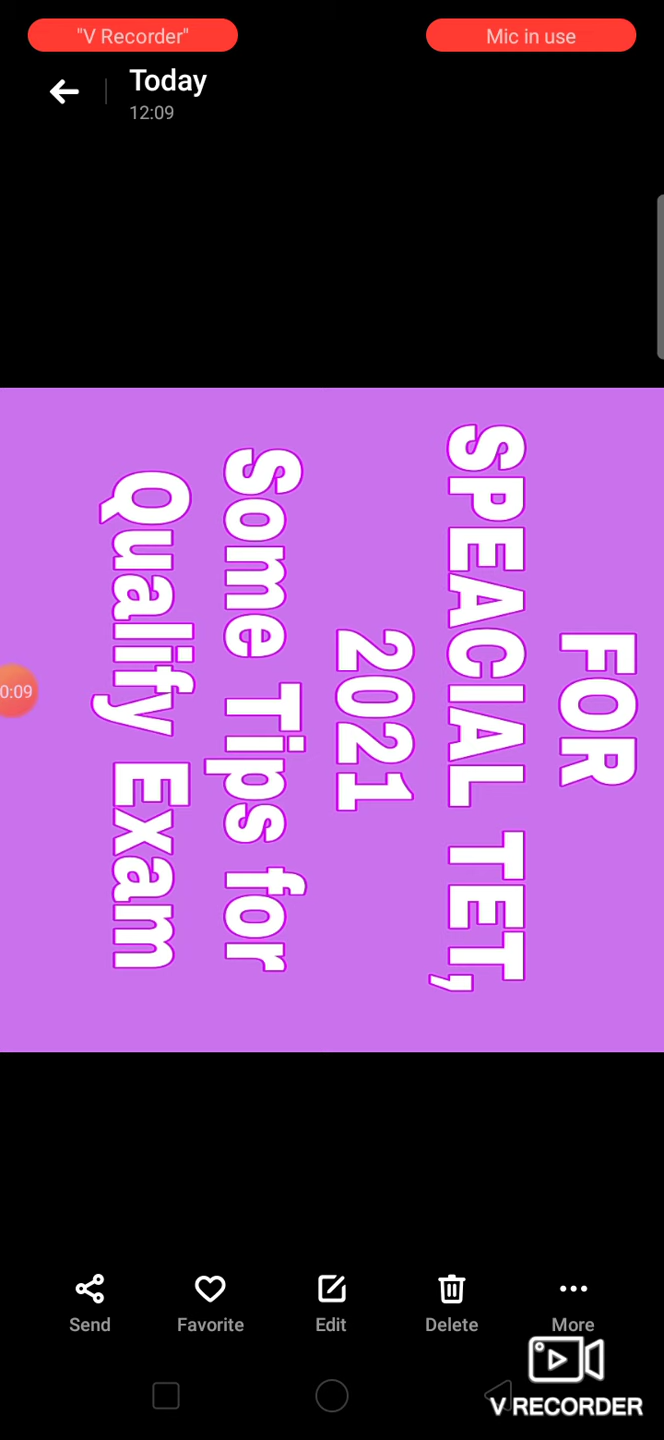 "V Recorder"
Mic in use
Today
12:09
FOR
SPEACIAL TET,
2021
Some Tips for
Qualify Exam
0:09
Send
Favorite
Edit
Delete
More
V RECORDER